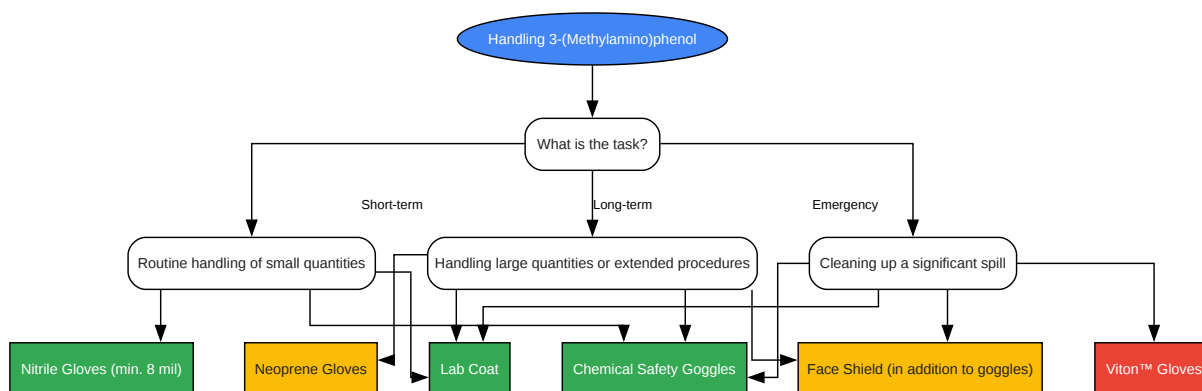 Handling 3-(Methylamino)phenol
What is the task?
Short-term
Long-term
Emergency
Routine handling of small quantities
Handling large quantities or extended procedures
Cleaning up a significant spill
Nitrile Gloves (min. 8 mil)
Neoprene Gloves
Lab Coat
Chemical Safety Goggles
Face Shield (in addition to goggles)
Viton™ Gloves